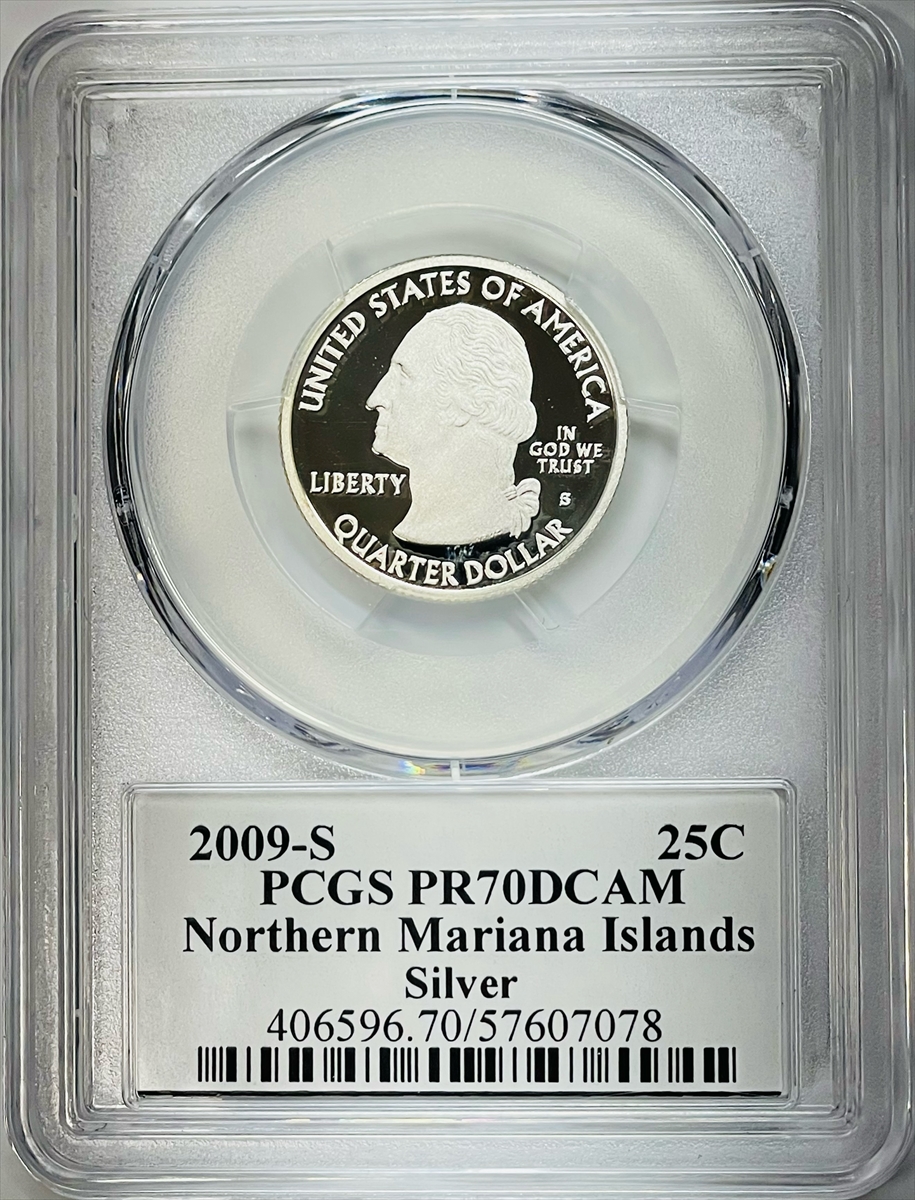 UNITED STATES OF AMERICA
IN
GOD WE
TRUST
LIBERTY
S
QUARTER DOLLAR
2009-S 25C
PCGS PR70DCAM
Northern Mariana Islands
Silver
406596.70/57607078